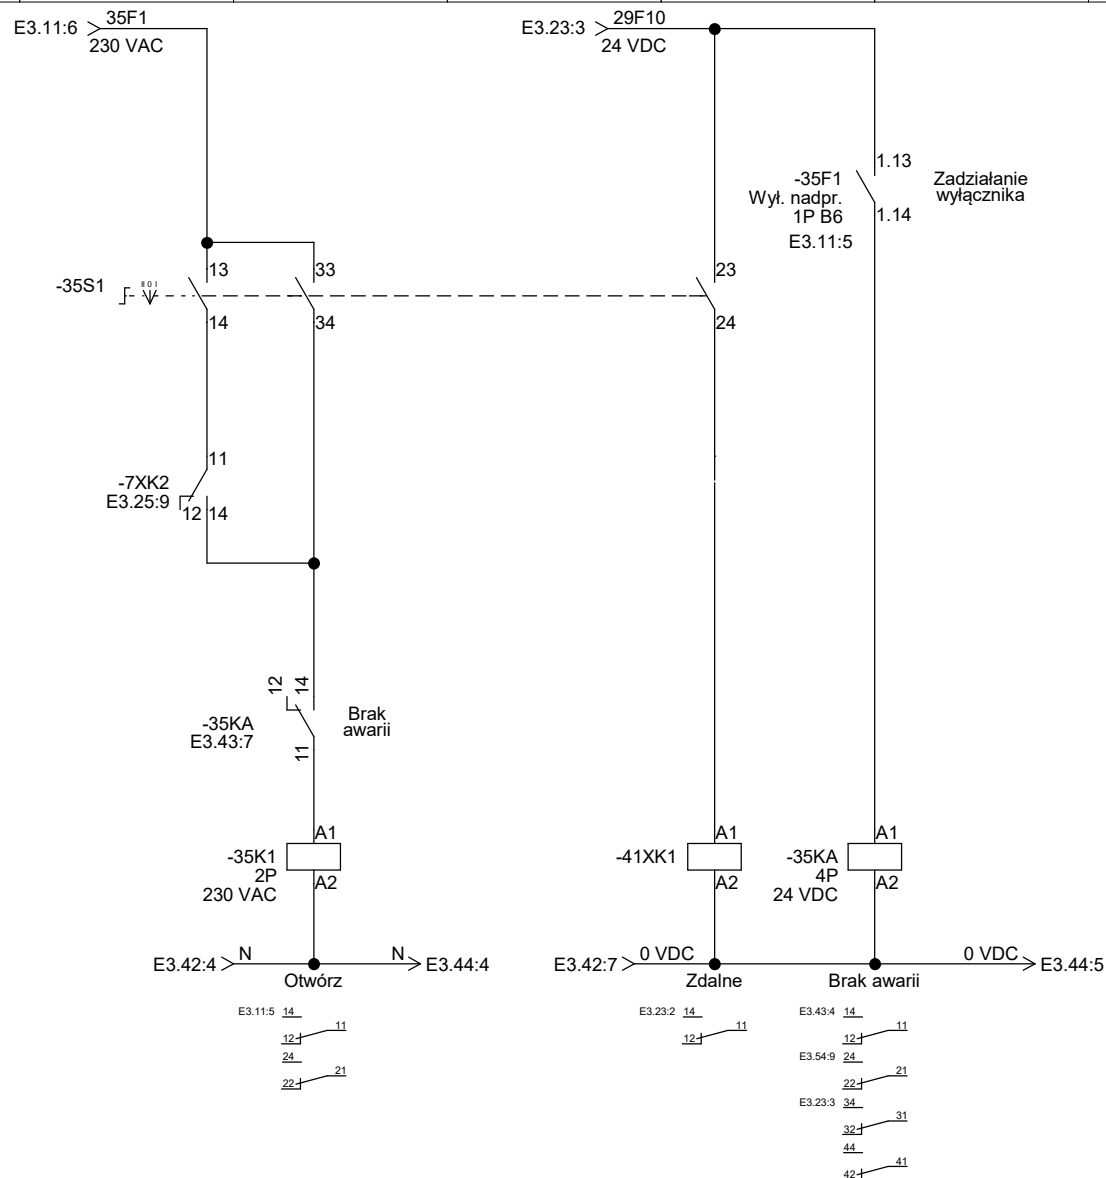 E3.11:6
35F1
230 VAC
E3.23:3
29F10
24 VDC
-35F1
Wył. nadpr.
1P B6
E3.11:5
1.13
1.14
Zadziałanie
wyłącznika
-35S1
II 0 I
13
14
33
34
23
24
-7XK2
E3.25:9
11
12 14
-35KA
E3.43:7
12
14
11
Brak
awarii
-35K1
2P
230 VAC
A1
A2
-41XK1
A1
A2
-35KA
4P
24 VDC
A1
A2
E3.42:4
N
N
E3.44:4
Otwórz
E3.42:7
0 VDC
0 VDC
E3.44:5
Zdalne
Brak awarii
E3.11:5 14
11
12
24
21
22
E3.23:2 14
11
12
E3.43:4 14
11
12
E3.54:9 24
21
22
E3.23:3 34
31
32
44
41
42